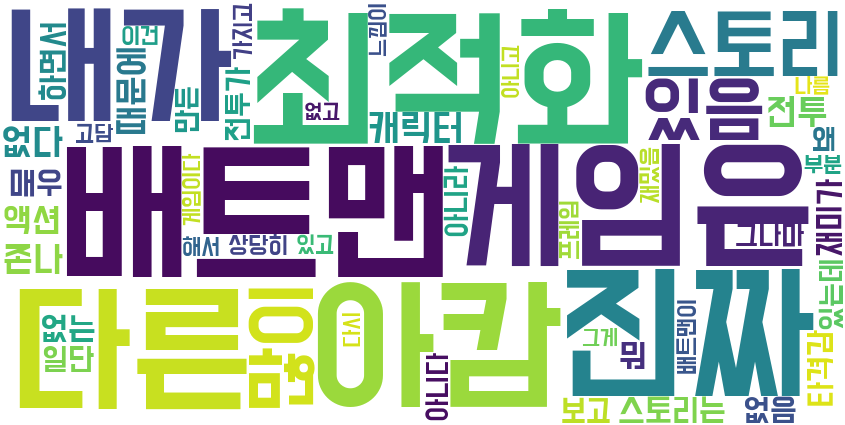 내가
최적화
스토리
하면서
이건
가지고
느낌이
때문에
만든
전투가
없고
아니고
캐릭터
있음
전투
나름
없다
고담
왜
부분
매우
배트맨
게임은
게임이다
아니라
재밌음
재미가
액션
존나
해서
상당히
있고
프레임
그나마
있는데
다른
아캄
진짜
없는
일단
다시
그게
뭐
배트맨이
타격감
아니다
보고
스토리는
없음